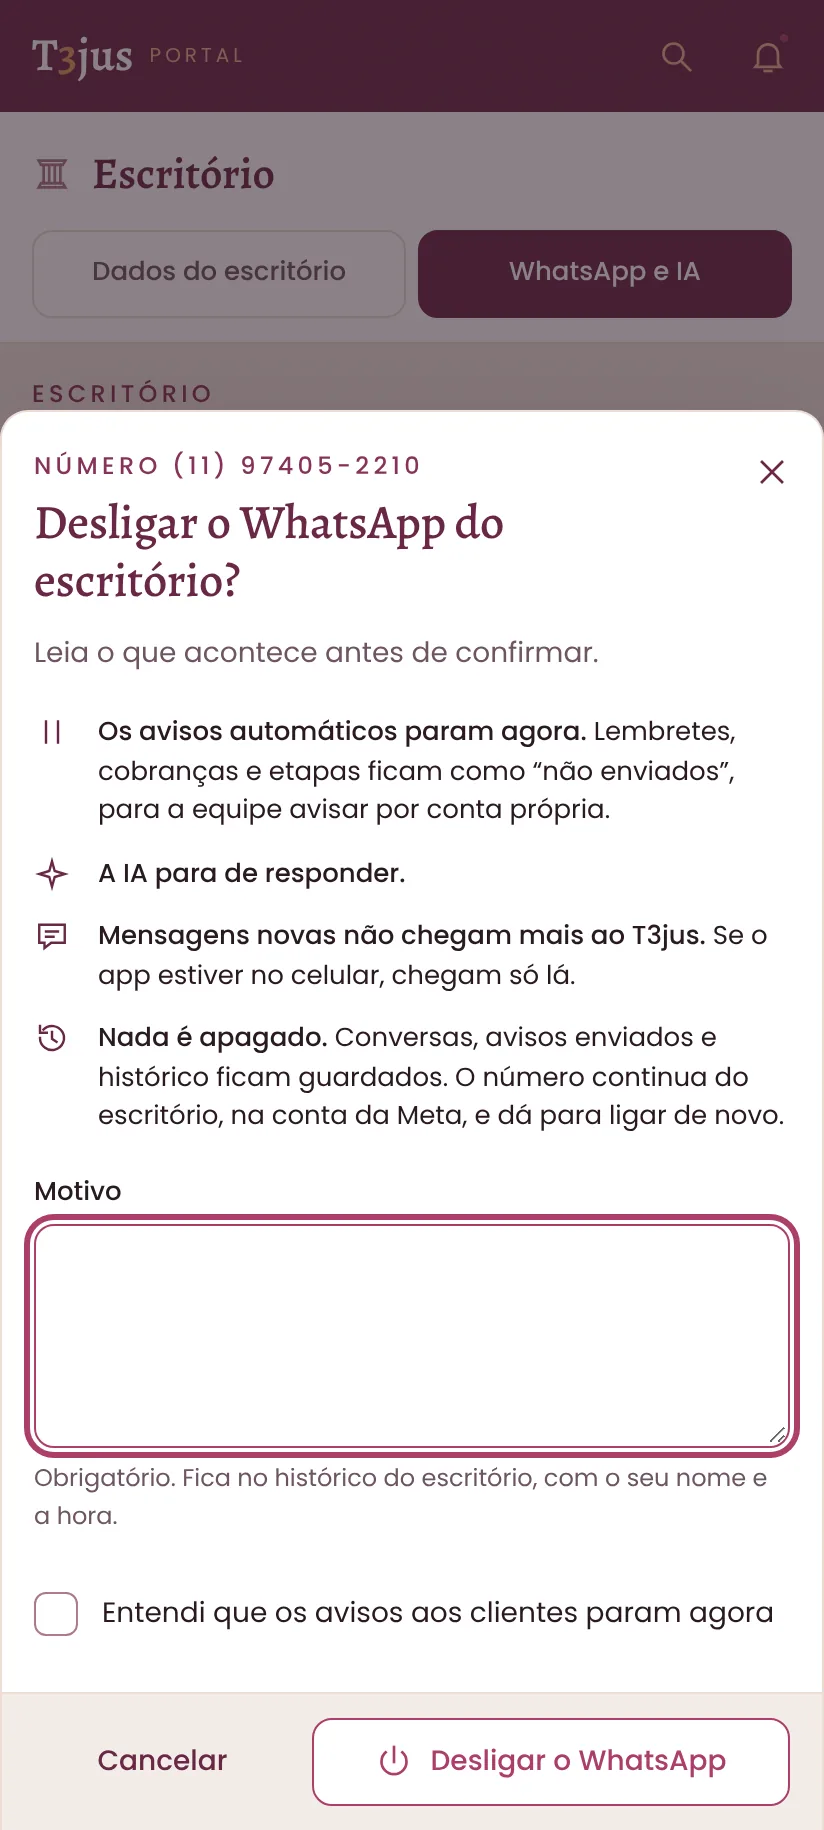 T3jus PORTAL
Escritório
Dados do escritório
WhatsApp e IA
ESCRITÓRIO
NÚMERO (11) 97405-2210
Desligar o WhatsApp do
escritório?
Leia o que acontece antes de confirmar.
Os avisos automáticos param agora. Lembretes,
cobranças e etapas ficam como “não enviados”,
para a equipe avisar por conta própria.
A IA para de responder.
Mensagens novas não chegam mais ao T3jus. Se o
app estiver no celular, chegam só lá.
Nada é apagado. Conversas, avisos enviados e
histórico ficam guardados. O número continua do
escritório, na conta da Meta, e dá para ligar de novo.
Motivo
Obrigatório. Fica no histórico do escritório, com o seu nome e
a hora.
Entendi que os avisos aos clientes param agora
Cancelar
Desligar o WhatsApp